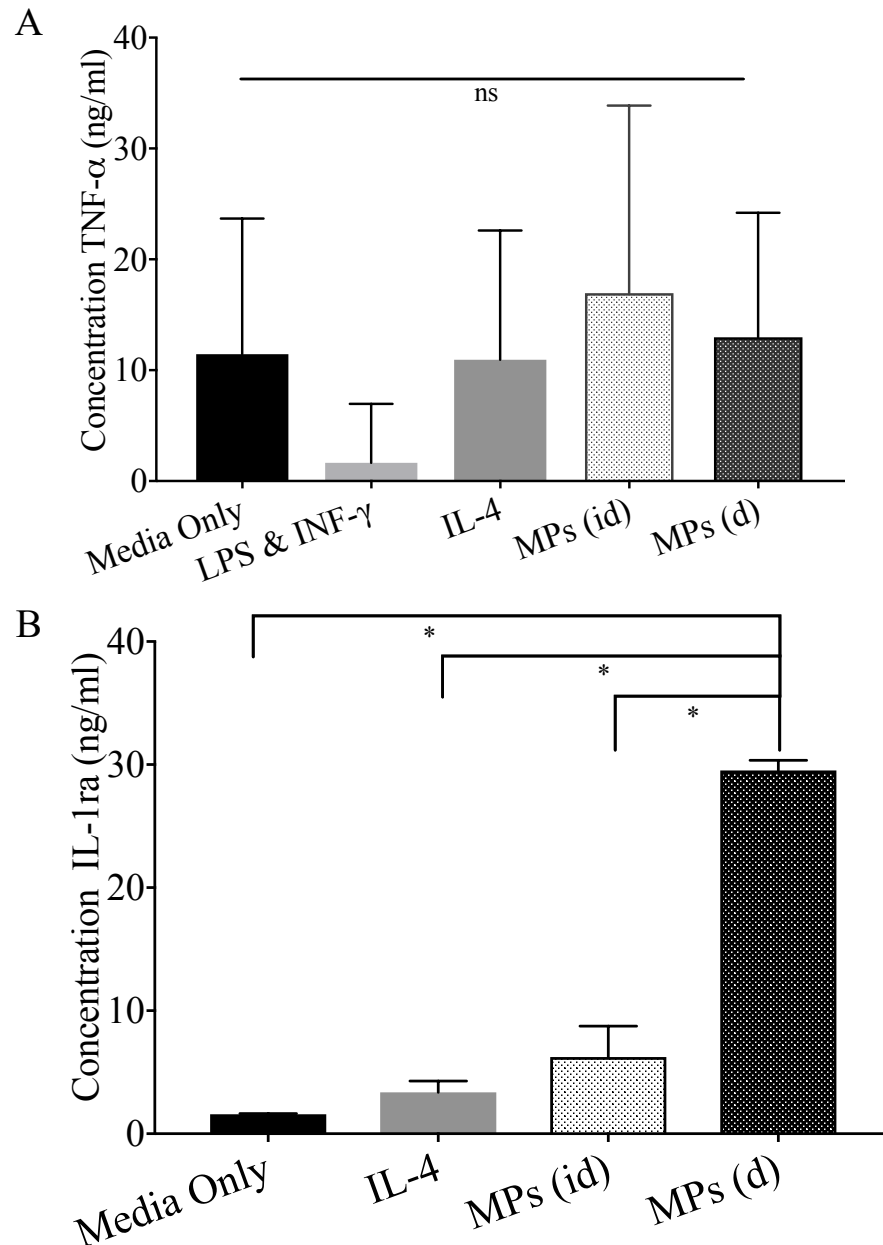 A
Concentration TNF-α (ng/ml)
40
30
20
10
0
ns
Media Only
LPS & INF-γ
IL-4
MPs (id)
MPs (d)
B
Concentration IL-1ra (ng/ml)
40
30
20
10
0
*
*
*
Media Only
IL-4
MPs (id)
MPs (d)